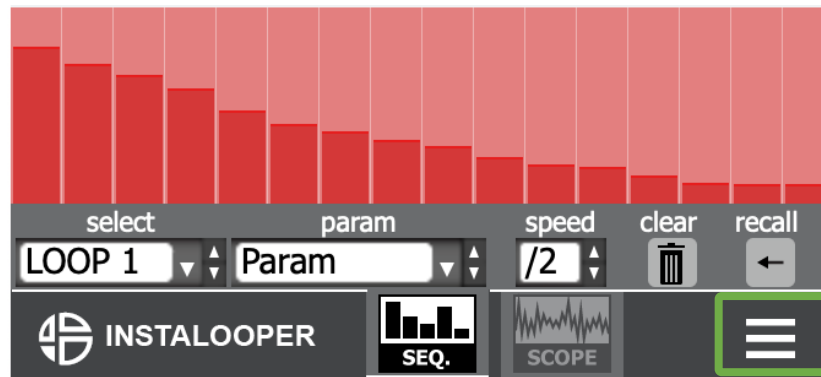 select param speed clear recall
LOOP 1 Param /2
INSTALOOPER SEQ. SCOPE